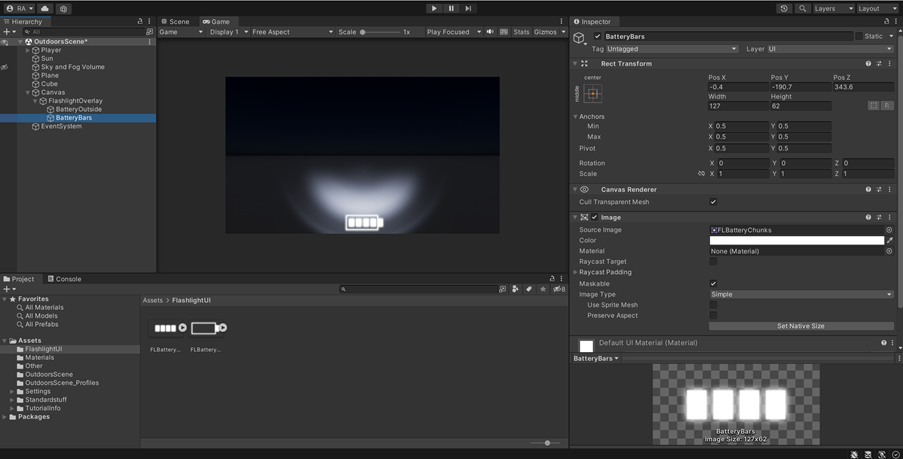 RA
Layers
Layout
Hierarchy
All
OutdoorsScene*
Player
Sun
Sky and Fog Volume
Plane
Cube
Canvas
FlashlightOverlay
BatteryOutside
BatteryBars
EventSystem
Scene
Game
Game
Display 1
Free Aspect
Scale
1x
Play Focused
Stats
Gizmos
Project
Console
8
Favorites
All Materials
All Models
All Prefabs
Assets
FlashlightUI
Materials
Other
OutdoorsScene
OutdoorsScene_Profiles
Settings
Standardstuff
TutorialInfo
Packages
Assets > FlashlightUI
FLBattery...
FLBattery...
Inspector
BatteryBars
Static
Tag Untagged
Layer UI
Rect Transform
center
middle
Pos X Pos Y Pos Z
-0.4 -190.7 343.6
Width Height
127 62
R
Anchors
Min X 0.5 Y 0.5
Max X 0.5 Y 0.5
Pivot X 0.5 Y 0.5
Rotation X 0 Y 0 Z 0
Scale X 1 Y 1 Z 1
Canvas Renderer
Cull Transparent Mesh
Image
Source Image FLBatteryChunks
Color
Material None (Material)
Raycast Target
Raycast Padding
Maskable
Image Type Simple
Use Sprite Mesh
Preserve Aspect
Set Native Size
Default UI Material (Material)
BatteryBars
BatteryBars
Image Size: 127x62